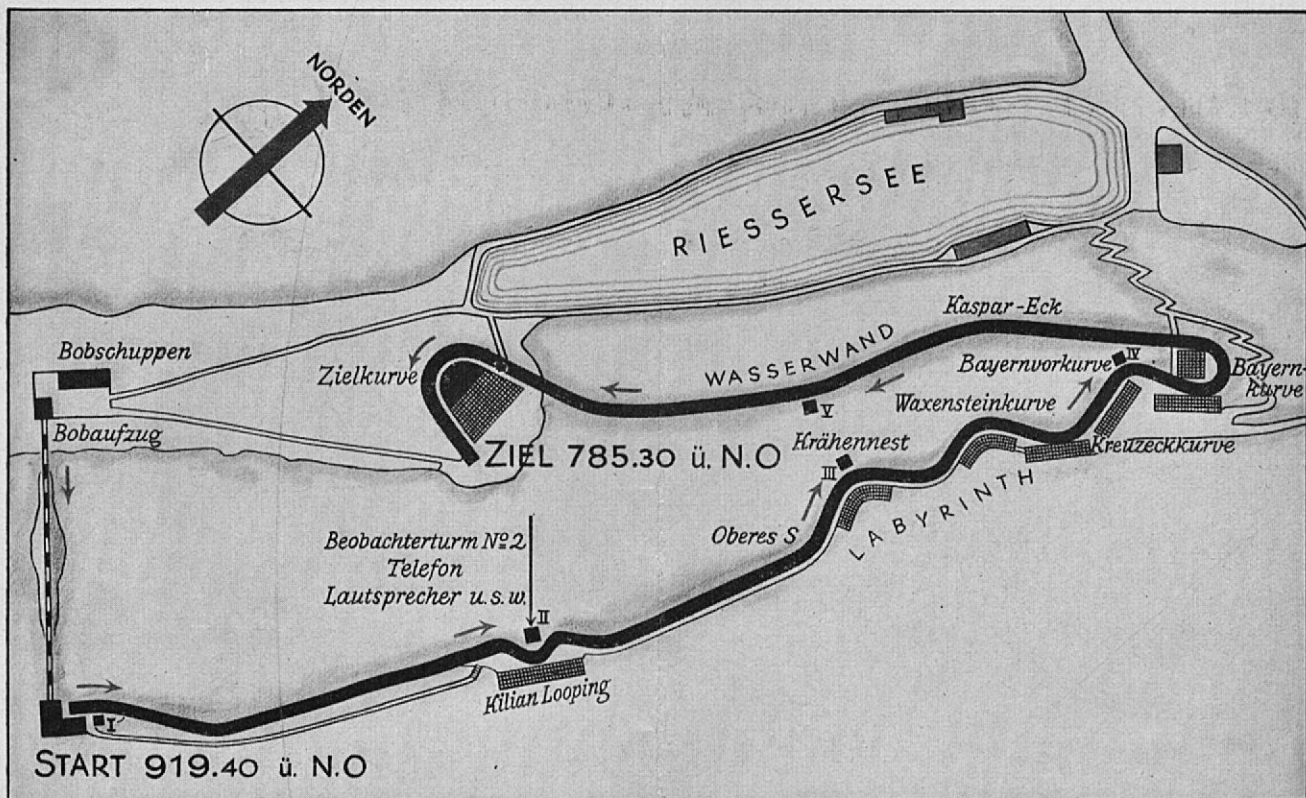 NORDEN
RIESSERSEE
Kaspar-Eck
WASSERWAND
Bobschuppen
Zielkurve
Bayernvorkurve
IV
Bayern-
kurve
Waxensteinkurve
V
Bobaufzug
ZIEL 785.30 ü. N.O
Krähennest
III
Kreuzeckkurve
LABYRINTH
Oberes S
Beobachterturm No 2
Telefon
Lautsprecher u.s.w.
II
Kilian Looping
I
START 919.40 ü. N.O